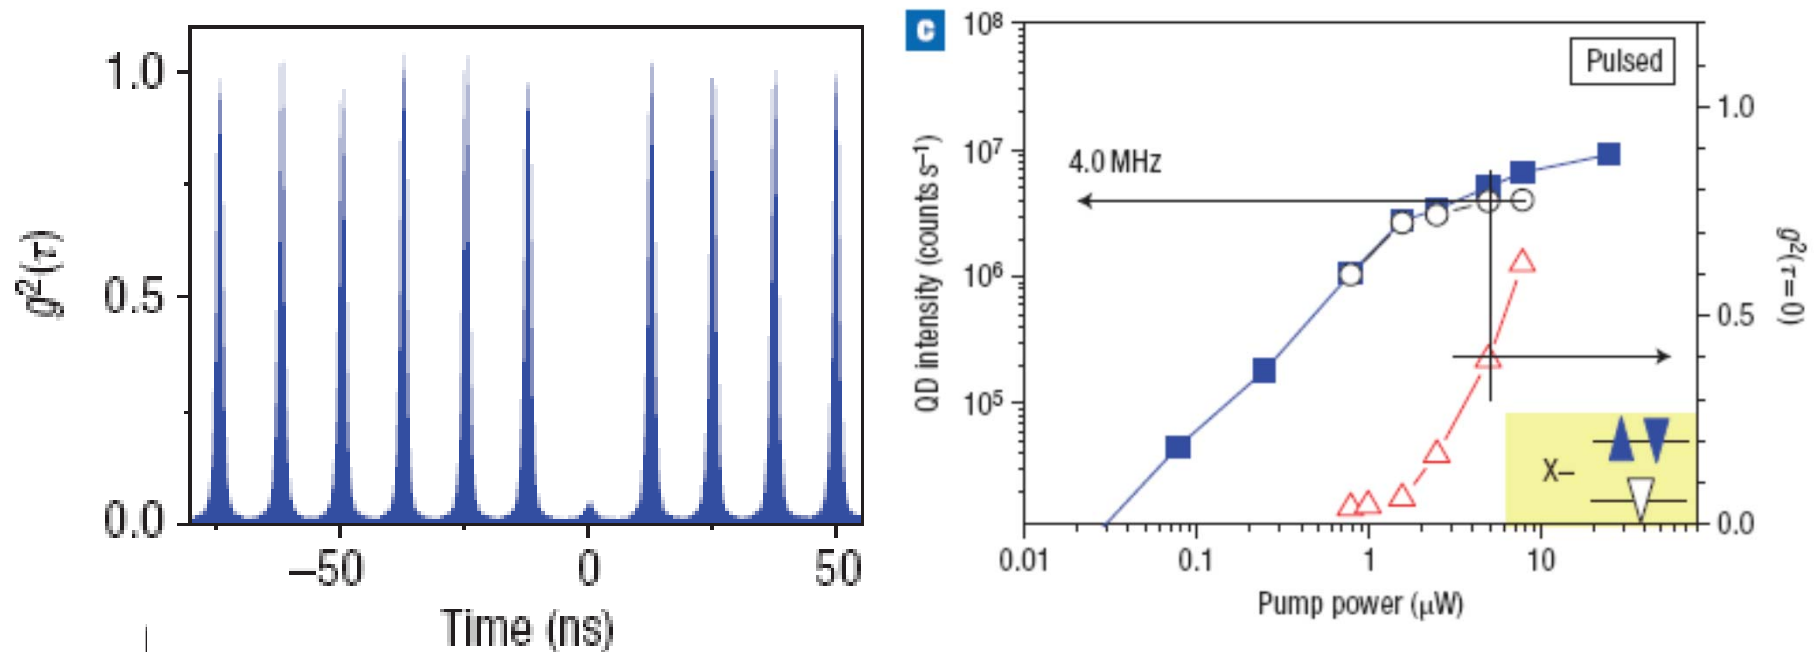 1.0
0.5
0.0
g²(τ)
−50
0
50
Time (ns)
c
Pulsed
4.0 MHz
10⁸
10⁷
10⁶
10⁵
QD intensity (counts s⁻¹)
1.0
0.5
0.0
g²(τ=0)
X−
0.01
0.1
1
10
Pump power (μW)